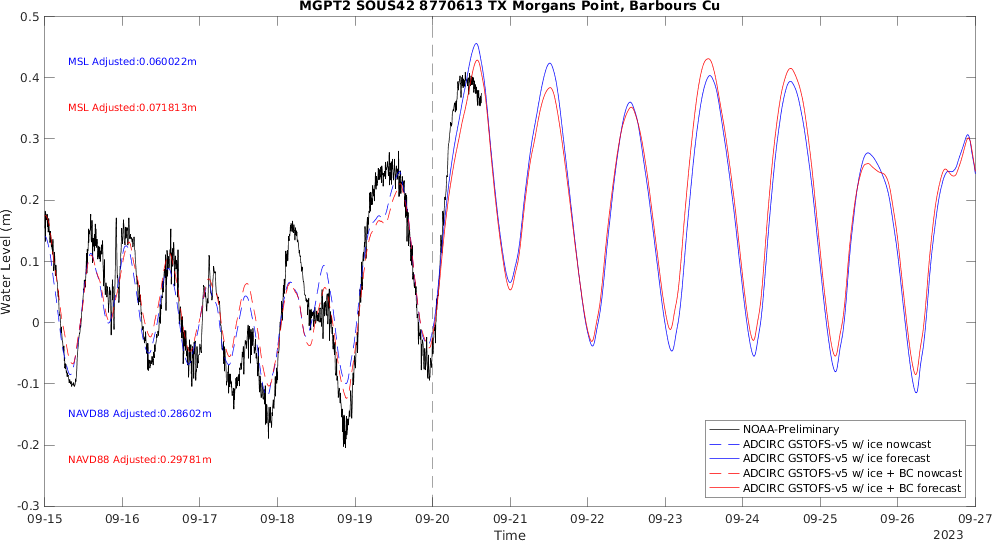 MGPT2 SOUS42 8770613 TX Morgans Point, Barbours Cu
0.5
0.4
0.3
0.2
0.1
0
-0.1
-0.2
-0.3
Water Level (m)
MSL Adjusted:0.060022m
MSL Adjusted:0.071813m
NAVD88 Adjusted:0.28602m
NAVD88 Adjusted:0.29781m
NOAA-Preliminary
ADCIRC GSTOFS-v5 w/ ice nowcast
ADCIRC GSTOFS-v5 w/ ice forecast
ADCIRC GSTOFS-v5 w/ ice + BC nowcast
ADCIRC GSTOFS-v5 w/ ice + BC forecast
09-15 09-16 09-17 09-18 09-19 09-20 09-21 09-22 09-23 09-24 09-25 09-26 09-27
Time
2023